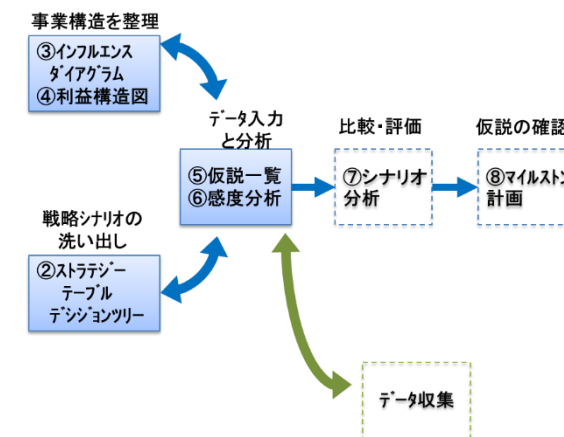 事業構造を整理
③インフルエンス
ダイアグラム
④利益構造図
データ入力
と分析
⑤仮説一覧
⑥感度分析
比較・評価
⑦シナリオ
分析
仮説の確認
⑧マイルストン
計画
戦略シナリオの
洗い出し
②ストラテジー
テーブル
デシジョンツリー
データ収集